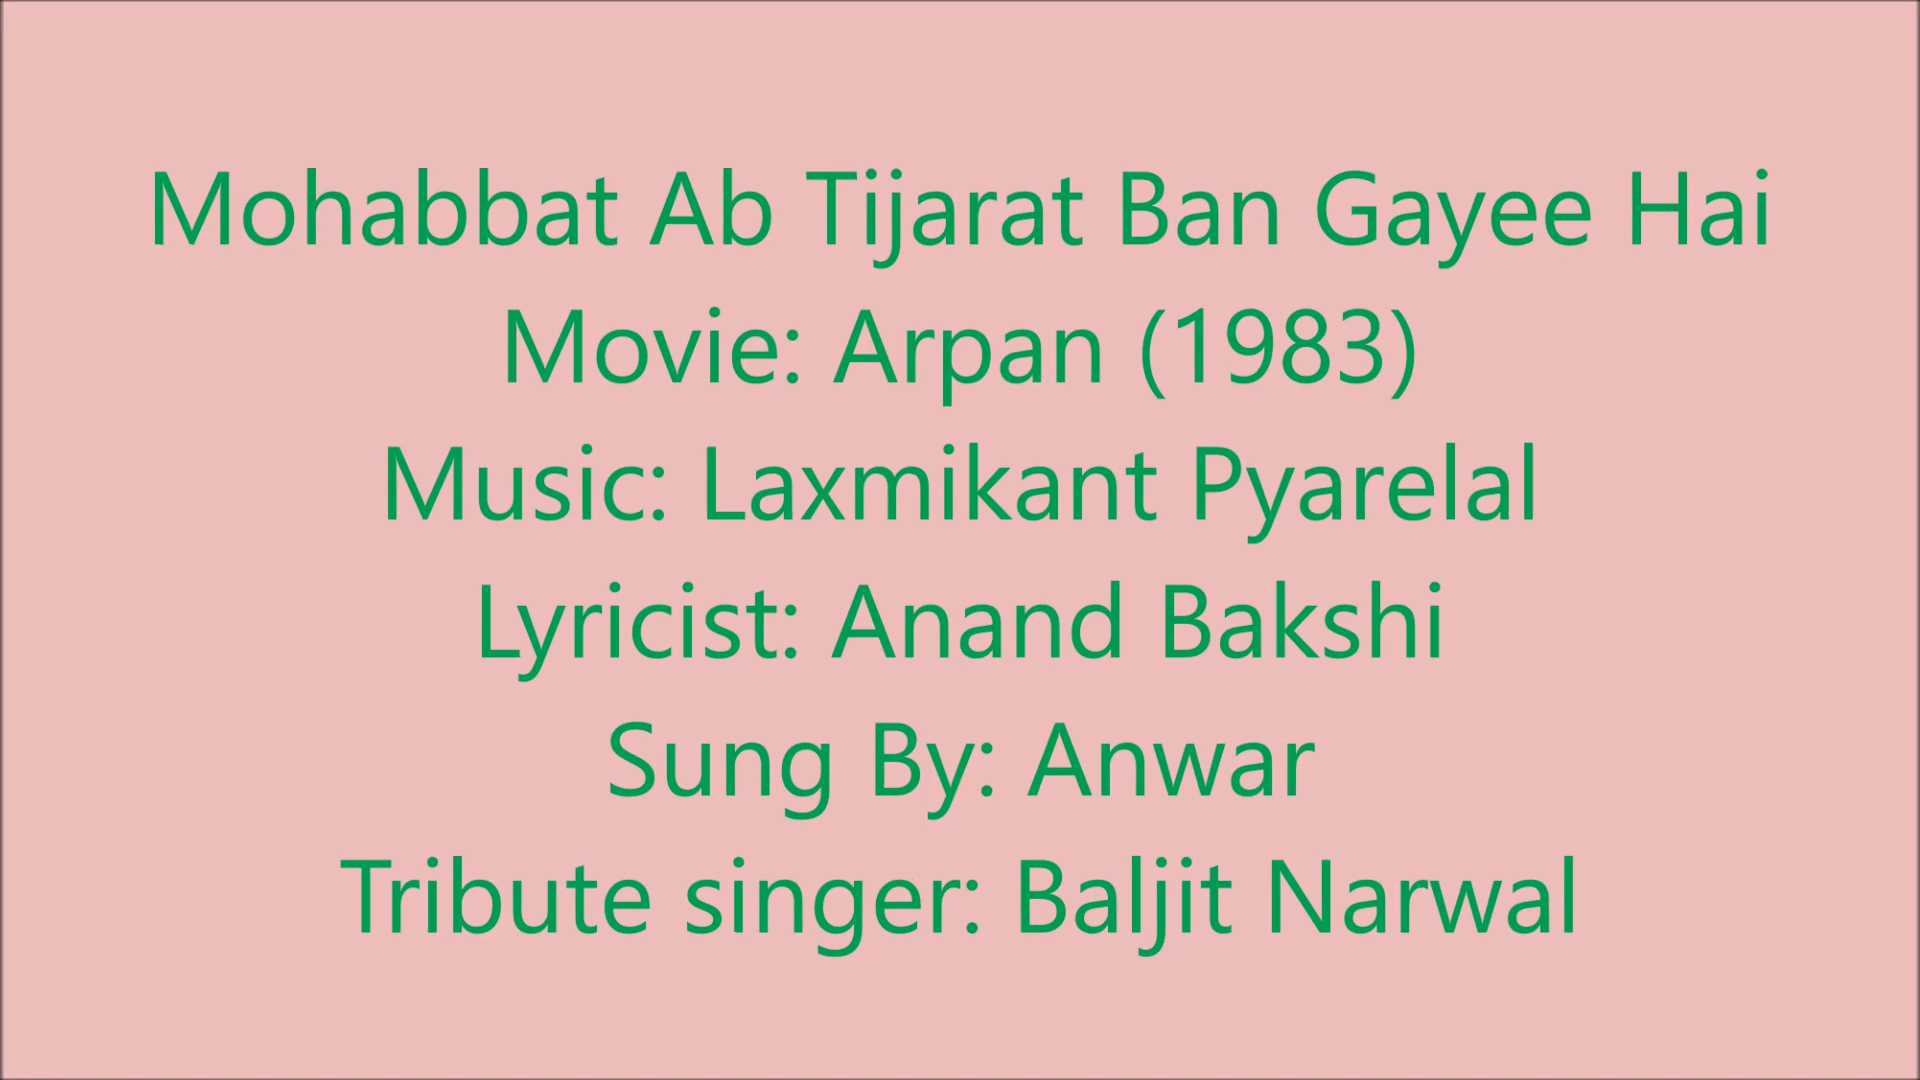 Mohabbat Ab Tijarat Ban Gayee Hai
Movie: Arpan (1983)
Music: Laxmikant Pyarelal
Lyricist: Anand Bakshi
Sung By: Anwar
Tribute singer: Baljit Narwal